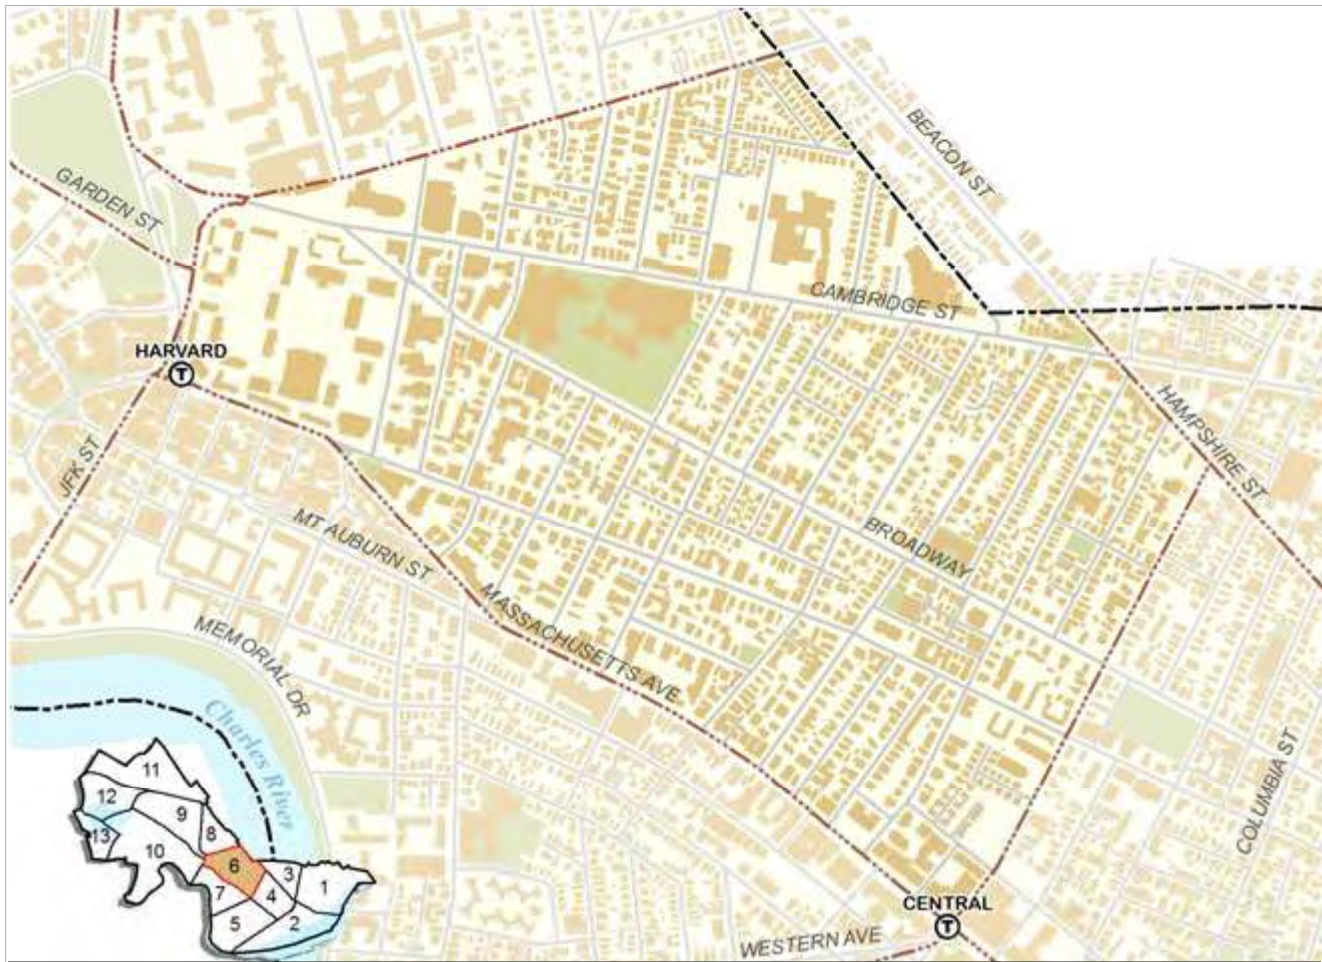 BEACON ST
GARDEN ST
CAMBRIDGE ST
HARVARD
T
HAMPSHIRE ST
JFK ST
MT AUBURN ST
BROADWAY
MASSACHUSETTS AVE
MEMORIAL DR
Charles River
COLUMBIA ST
11
12
9
8
13
10
6
3
1
7
4
5
2
CENTRAL
T
WESTERN AVE